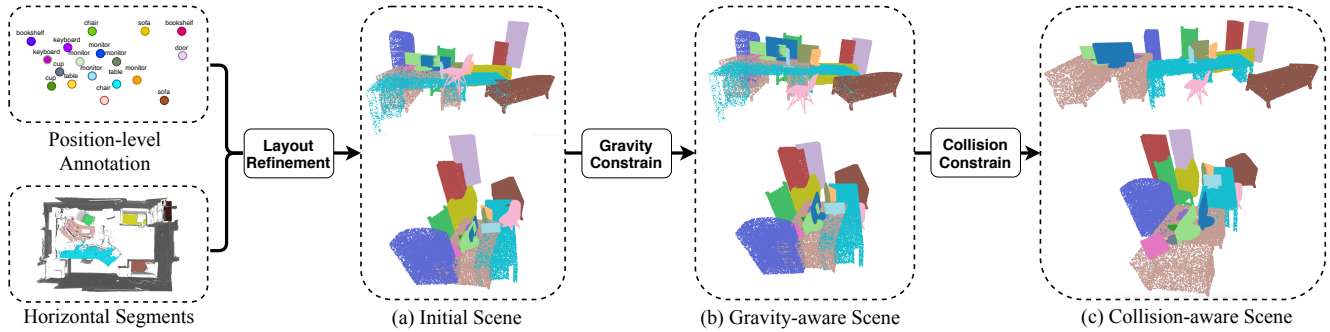 chair
sofa
bookshelf
bookshelf
keyboard
monitor
door
keyboard
monitor
monitor
cup
monitor
monitor
cup
table
table
chair
sofa
Position-level
Annotation
Horizontal Segments
Layout
Refinement
(a) Initial Scene
Gravity
Constrain
(b) Gravity-aware Scene
Collision
Constrain
(c) Collision-aware Scene